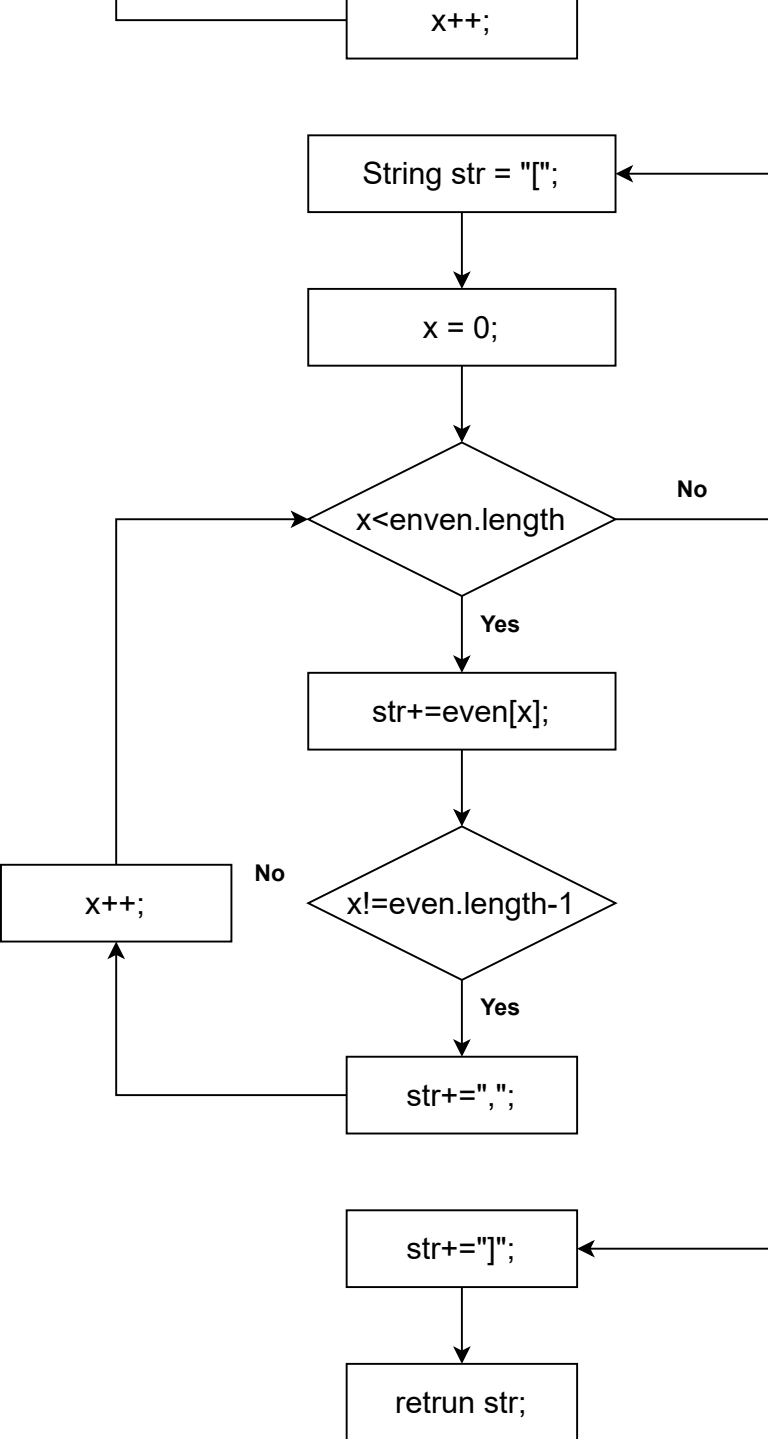 x++;
String str = "[";
x = 0;
x<enven.length
No
Yes
str+=even[x];
No
x++;
x!=even.length-1
Yes
str+=",";
str+="]";
retrun str;